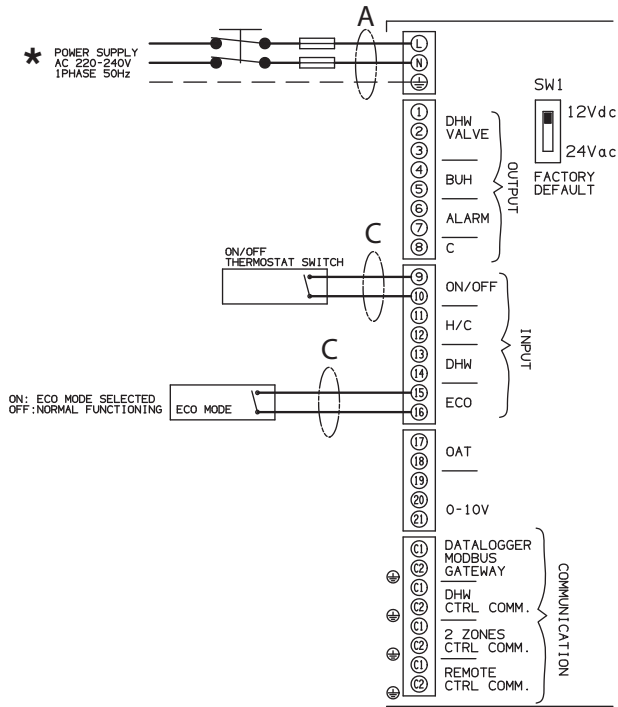 A
*
POWER SUPPLY
AC 220-240V
1PHASE 50Hz
L
N
SW1
12Vdc
24Vac
FACTORY
DEFAULT
1
2
3
DHW
VALVE
4
5
BUH
6
7
ALARM
8
C
OUTPUT
ON/OFF
THERMOSTAT SWITCH
C
9
10
ON/OFF
11
12
H/C
13
14
DHW
15
16
ECO
INPUT
C
ON: ECO MODE SELECTED
OFF:NORMAL FUNCTIONING
ECO MODE
17
18
OAT
19
20
21
0-10V
C1
C2
DATALOGGER
MODBUS
GATEWAY
C1
C2
DHW
CTRL COMM.
C1
C2
2 ZONES
CTRL COMM.
C1
C2
REMOTE
CTRL COMM.
COMMUNICATION